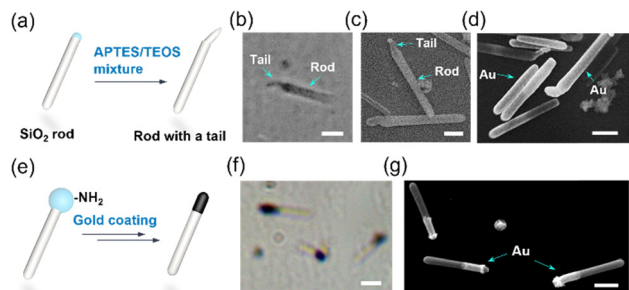 (a)
APTES/TEOS
mixture
SiO₂ rod
Rod with a tail
(b)
Tail
Rod
(c)
Tail
Rod
(d)
Au
Au
(e)
-NH₂
Gold coating
(f)
(g)
Au